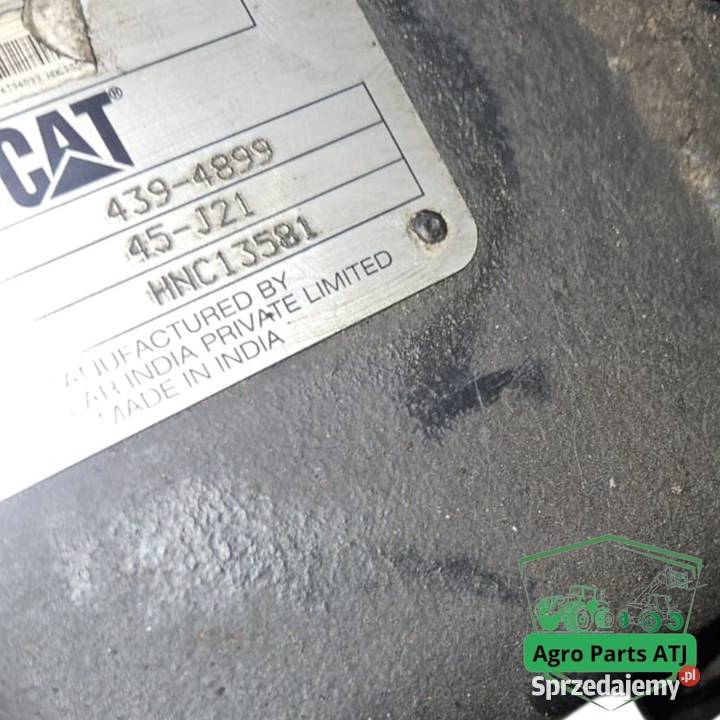 CAT®
439-4899
45-J21
HNC13581
MANUFACTURED BY
INDIA PRIVATE LIMITED
MADE IN INDIA
Agro Parts ATJ
Sprzedajemy.pl